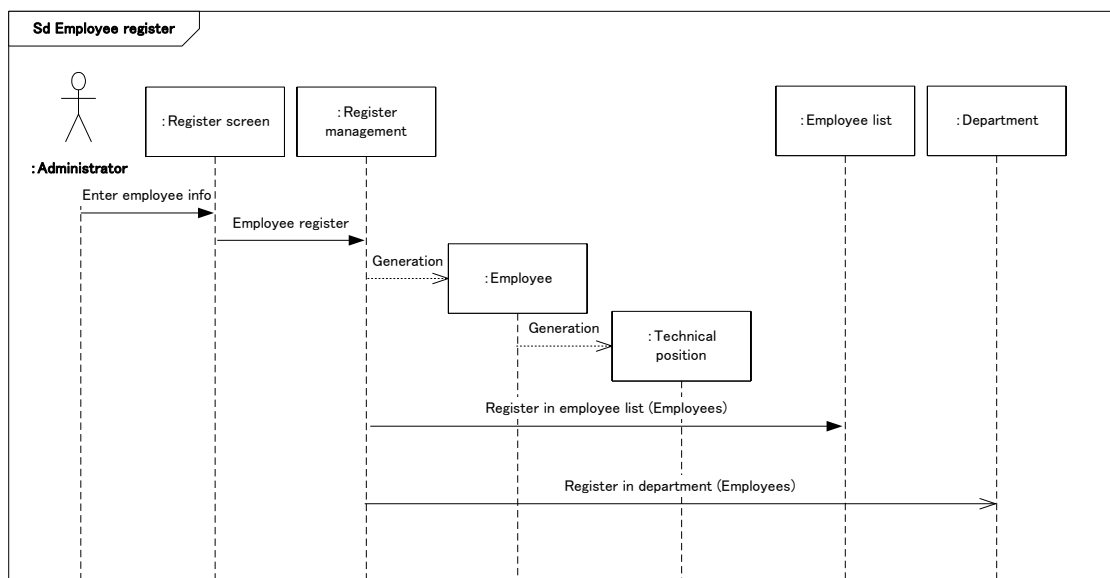 Sd Employee register
:Register screen
:Register
management
:Employee list
:Department
:Administrator
Enter employee info
Employee register
Generation
:Employee
Generation
:Technical
position
Register in employee list (Employees)
Register in department (Employees)